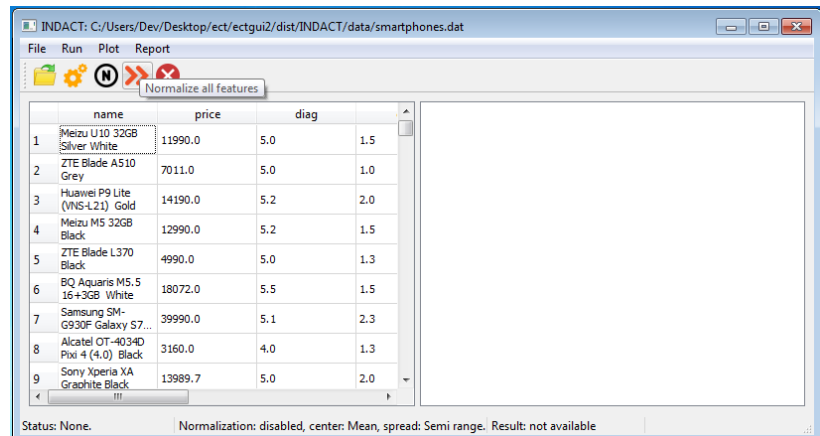 INDACT: C:/Users/Dev/Desktop/ect/ectgui2/dist/INDACT/data/smartphones.dat
File Run Plot Report
N
Normalize all features
name price diag
1 Meizu U10 32GB Silver White 11990.0 5.0 1.5
2 ZTE Blade A510 Grey 7011.0 5.0 1.0
3 Huawei P9 Lite (VNS-L21) Gold 14190.0 5.2 2.0
4 Meizu M5 32GB Black 12990.0 5.2 1.5
5 ZTE Blade L370 Black 4990.0 5.0 1.3
6 BQ Aquaris M5.5 16+3GB White 18072.0 5.5 1.5
7 Samsung SM-G930F Galaxy S7... 39990.0 5.1 2.3
8 Alcatel OT-4034D Pixi 4 (4.0) Black 3160.0 4.0 1.3
9 Sony Xperia XA Graphite Black 13989.7 5.0 2.0
Status: None. Normalization: disabled, center: Mean, spread: Semi range. Result: not available